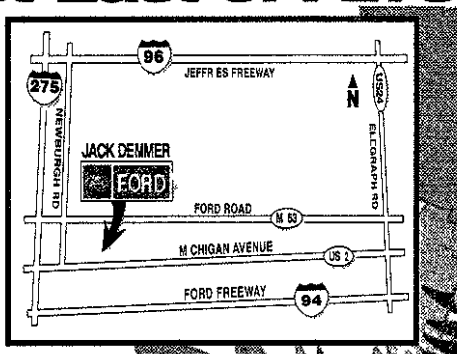 96
JEFFR ES FREEWAY
275
US24
N
NEWBURGH RD
ELEGRAPH RD
JACK DEMMER
FORD
FORD ROAD
M 53
M CHIGAN AVENUE
US 2
FORD FREEWAY
94